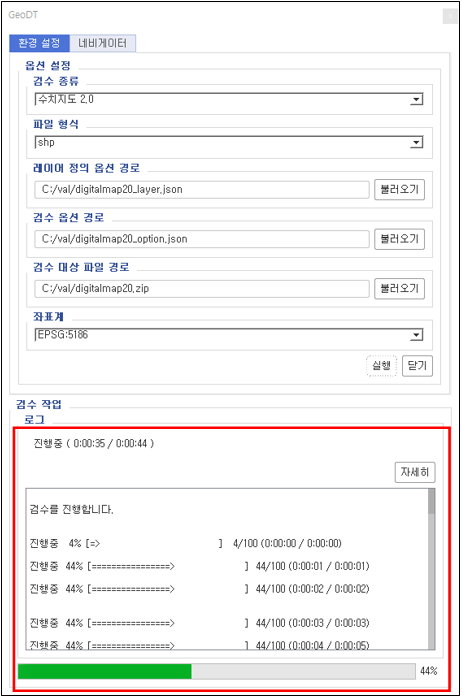 GeoDT
환경 설정 네비게이터
옵션 설정
검수 종류
수치지도 2,0
파일 형식
shp
레이어 정의 옵션 경로
C:/val/digitalmap20_layer.json 불러오기
검수 옵션 경로
C:/val/digitalmap20_option.json 불러오기
검수 대상 파일 경로
C:/val/digitalmap20.zip 불러오기
좌표계
EPSG:5186
실행 닫기
검수 작업
로그
진행중 ( 0:00:35 / 0:00:44 )
자세히
검수를 진행합니다.
진행중 4% [=> ] 4/100 (0:00:00 / 0:00:00)
진행중 44% [================> ] 44/100 (0:00:01 / 0:00:01)
진행중 44% [================> ] 44/100 (0:00:02 / 0:00:02)
진행중 44% [================> ] 44/100 (0:00:03 / 0:00:03)
진행중 44% [================> ] 44/100 (0:00:04 / 0:00:05)
44%